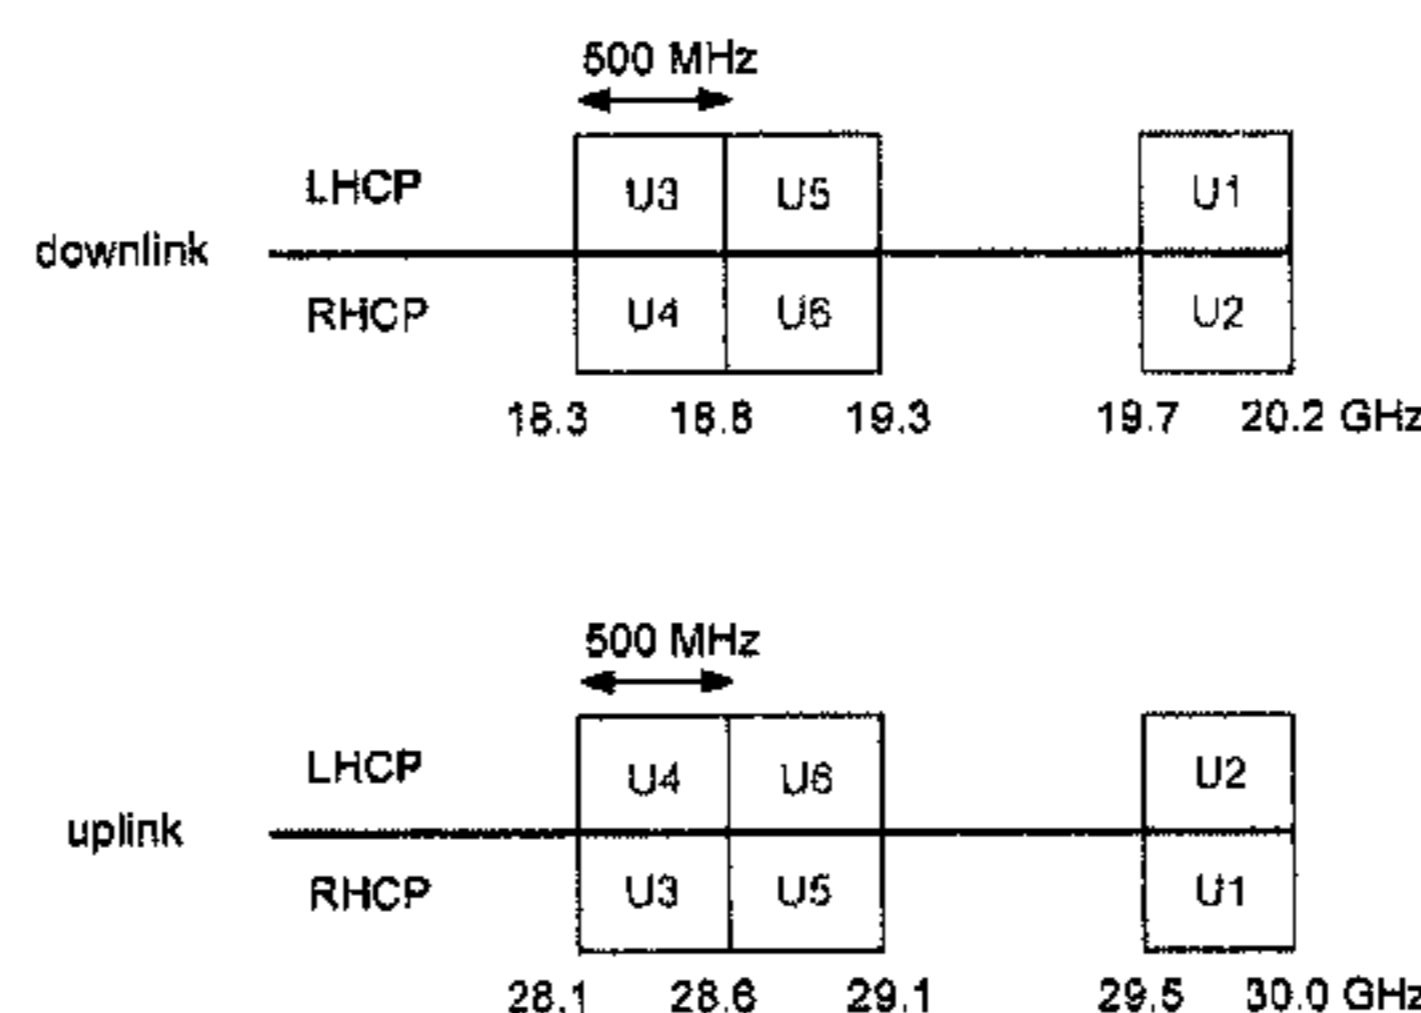 500 MHz
LHCP U3 U5 U1
downlink
RHCP U4 U6 U2
18.3 18.8 19.3 19.7 20.2 GHz
500 MHz
LHCP U4 U6 U2
uplink
RHCP U3 U5 U1
28.1 28.6 29.1 29.5 30.0 GHz